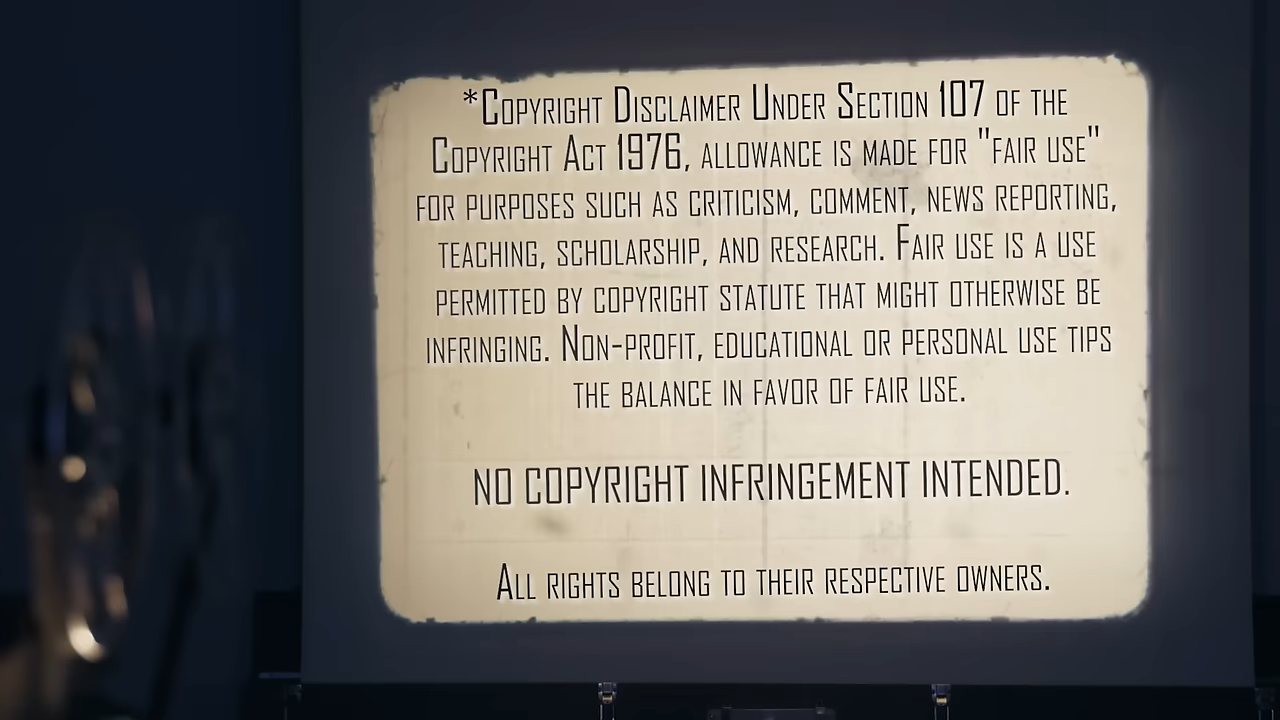 *Copyright Disclaimer Under Section 107 of the
Copyright Act 1976, allowance is made for "fair use"
for purposes such as criticism, comment, news reporting,
teaching, scholarship, and research. Fair use is a use
permitted by copyright statute that might otherwise be
infringing. Non-profit, educational or personal use tips
the balance in favor of fair use.
NO COPYRIGHT INFRINGEMENT INTENDED.
All rights belong to their respective owners.